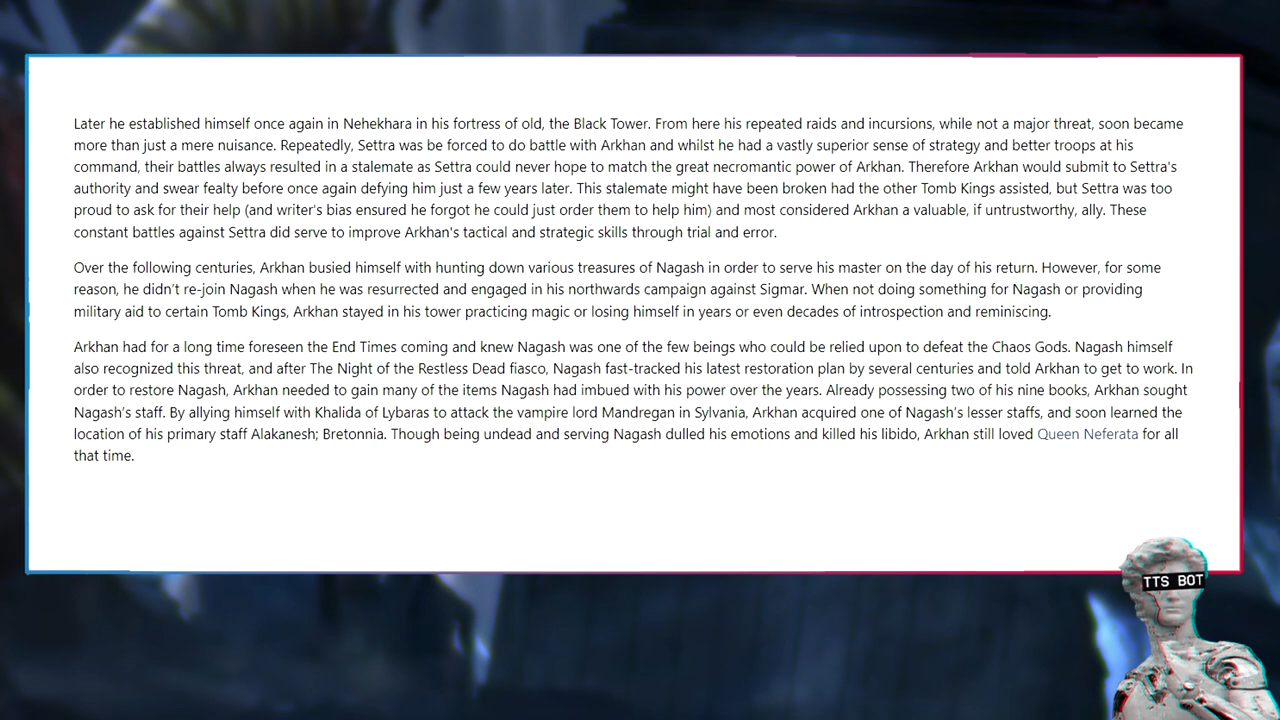 Later he established himself once again in Nehekhara in his fortress of old, the Black Tower. From here his repeated raids and incursions, while not a major threat, soon became
more than just a mere nuisance. Repeatedly, Settra was be forced to do battle with Arkhan and whilst he had a vastly superior sense of strategy and better troops at his
command, their battles always resulted in a stalemate as Settra could never hope to match the great necromantic power of Arkhan. Therefore Arkhan would submit to Settra's
authority and swear fealty before once again defying him just a few years later. This stalemate might have been broken had the other Tomb Kings assisted, but Settra was too
proud to ask for their help (and writer's bias ensured he forgot he could just order them to help him) and most considered Arkhan a valuable, if untrustworthy, ally. These
constant battles against Settra did serve to improve Arkhan's tactical and strategic skills through trial and error.
Over the following centuries, Arkhan busied himself with hunting down various treasures of Nagash in order to serve his master on the day of his return. However, for some
reason, he didn’t re-join Nagash when he was resurrected and engaged in his northwards campaign against Sigmar. When not doing something for Nagash or providing
military aid to certain Tomb Kings, Arkhan stayed in his tower practicing magic or losing himself in years or even decades of introspection and reminiscing.
Arkhan had for a long time foreseen the End Times coming and knew Nagash was one of the few beings who could be relied upon to defeat the Chaos Gods. Nagash himself
also recognized this threat, and after The Night of the Restless Dead fiasco, Nagash fast-tracked his latest restoration plan by several centuries and told Arkhan to get to work. In
order to restore Nagash, Arkhan needed to gain many of the items Nagash had imbued with his power over the years. Already possessing two of his nine books, Arkhan sought
Nagash’s staff. By allying himself with Khalida of Lybaras to attack the vampire lord Mandregan in Sylvania, Arkhan acquired one of Nagash’s lesser staffs, and soon learned the
location of his primary staff Alakanesh; Bretonnia. Though being undead and serving Nagash dulled his emotions and killed his libido, Arkhan still loved Queen Neferata for all
that time.
TTS BOT